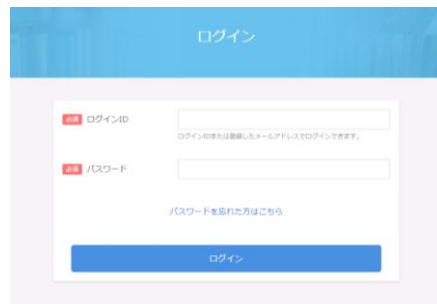 ログイン
必須 ログインID
ログインIDまたは登録したメールアドレスでログインできます。
必須 パスワード
パスワードを忘れた方はこちら
ログイン